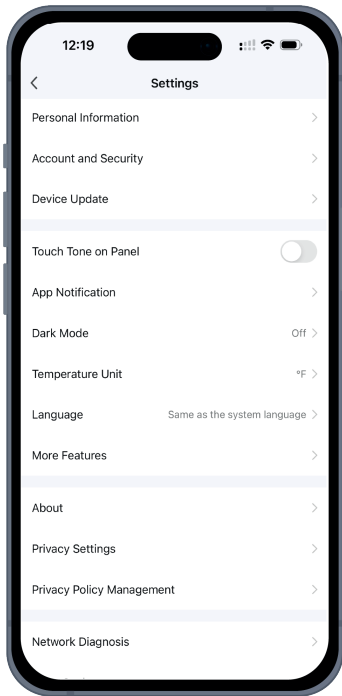 12:19
Settings
Personal Information
Account and Security
Device Update
Touch Tone on Panel
App Notification
Dark Mode Off
Temperature Unit °F
Language Same as the system language
More Features
About
Privacy Settings
Privacy Policy Management
Network Diagnosis